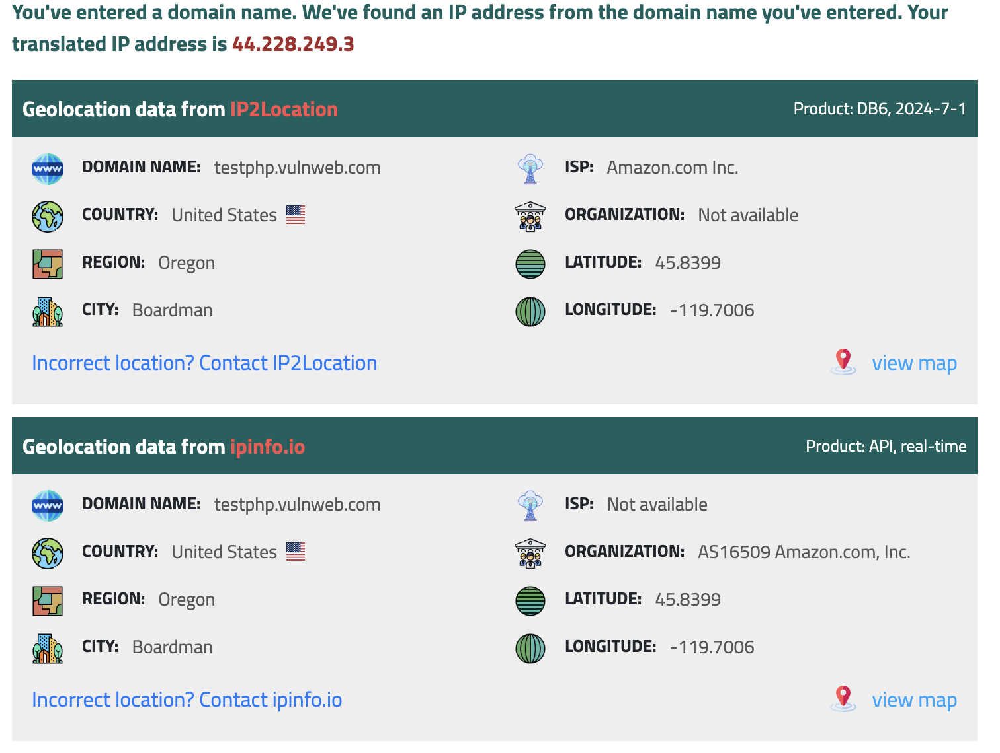 You've entered a domain name. We've found an IP address from the domain name you've entered. Your
translated IP address is 44.228.249.3
Geolocation data from IP2Location
Product: DB6, 2024-7-1
www
DOMAIN NAME: testphp.vulnweb.com
ISP: Amazon.com Inc.
COUNTRY: United States
ORGANIZATION: Not available
REGION: Oregon
LATITUDE: 45.8399
CITY: Boardman
LONGITUDE: -119.7006
Incorrect location? Contact IP2Location
view map
Geolocation data from ipinfo.io
Product: API, real-time
www
DOMAIN NAME: testphp.vulnweb.com
ISP: Not available
COUNTRY: United States
ORGANIZATION: AS16509 Amazon.com, Inc.
REGION: Oregon
LATITUDE: 45.8399
CITY: Boardman
LONGITUDE: -119.7006
Incorrect location? Contact ipinfo.io
view map